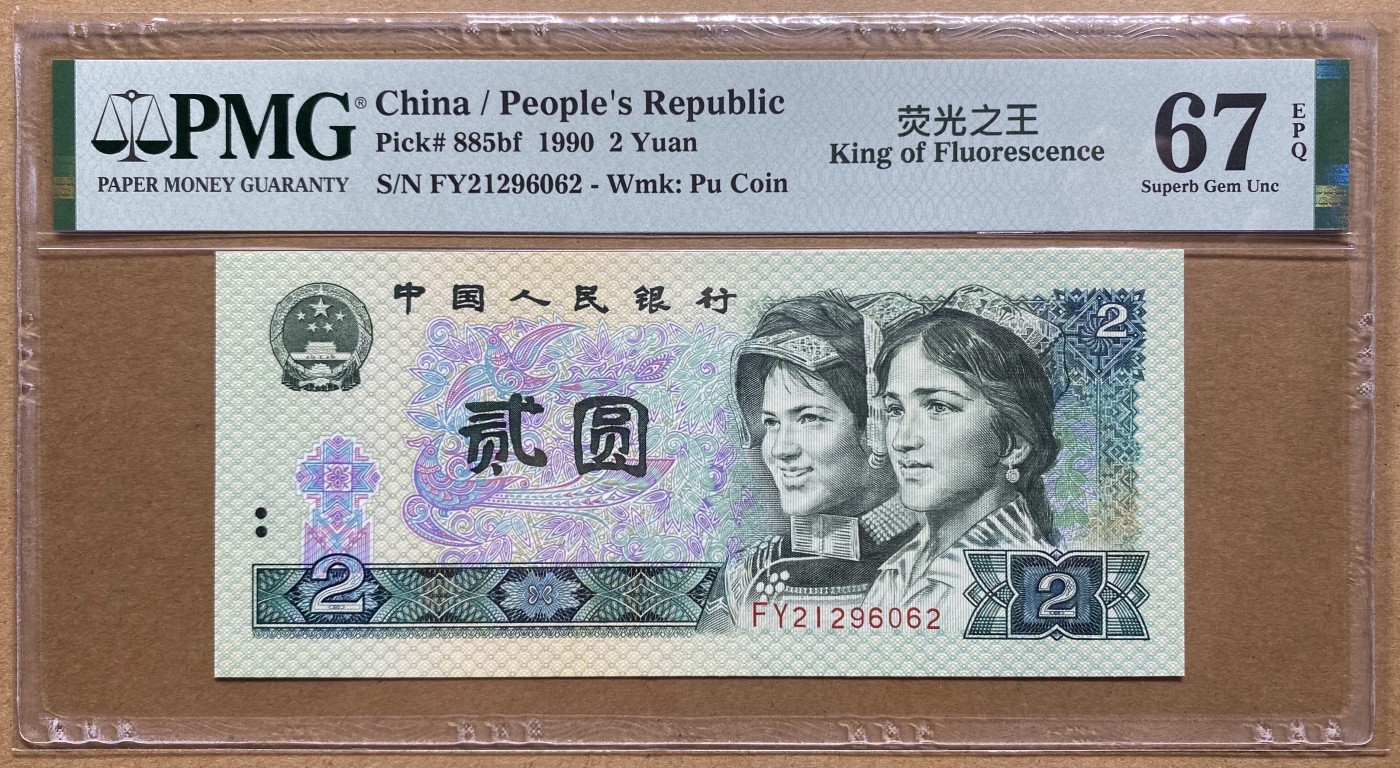 PMG®
PAPER MONEY GUARANTY
China / People's Republic
Pick# 885bf 1990 2 Yuan
S/N FY21296062 - Wmk: Pu Coin
荧光之王
King of Fluorescence
67
EPQ
Superb Gem Unc
中国人民银行
2
贰圆
2
FY21296062
2